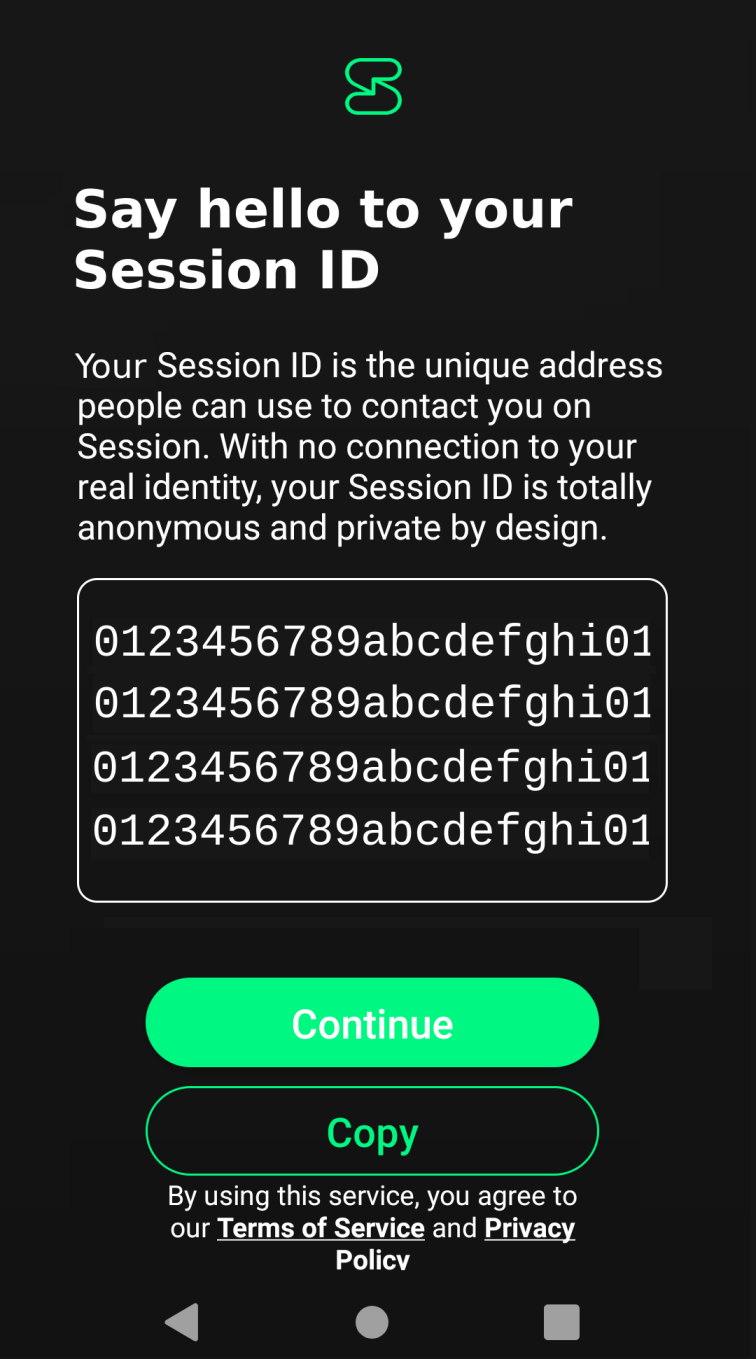 Say hello to your
Session ID
Your Session ID is the unique address
people can use to contact you on
Session. With no connection to your
real identity, your Session ID is totally
anonymous and private by design.
0123456789abcdefghi01
0123456789abcdefghi01
0123456789abcdefghi01
0123456789abcdefghi01
Continue
Copy
By using this service, you agree to
our Terms of Service and Privacy
Policy